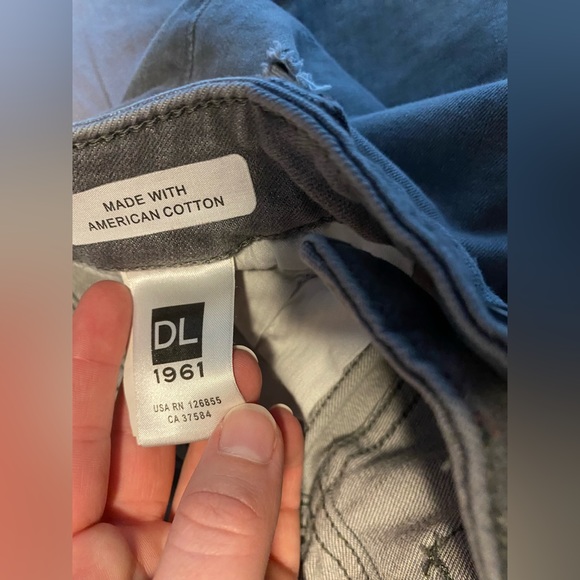 MADE WITH
AMERICAN COTTON
DL
1961
USA RN 126855
CA 37584